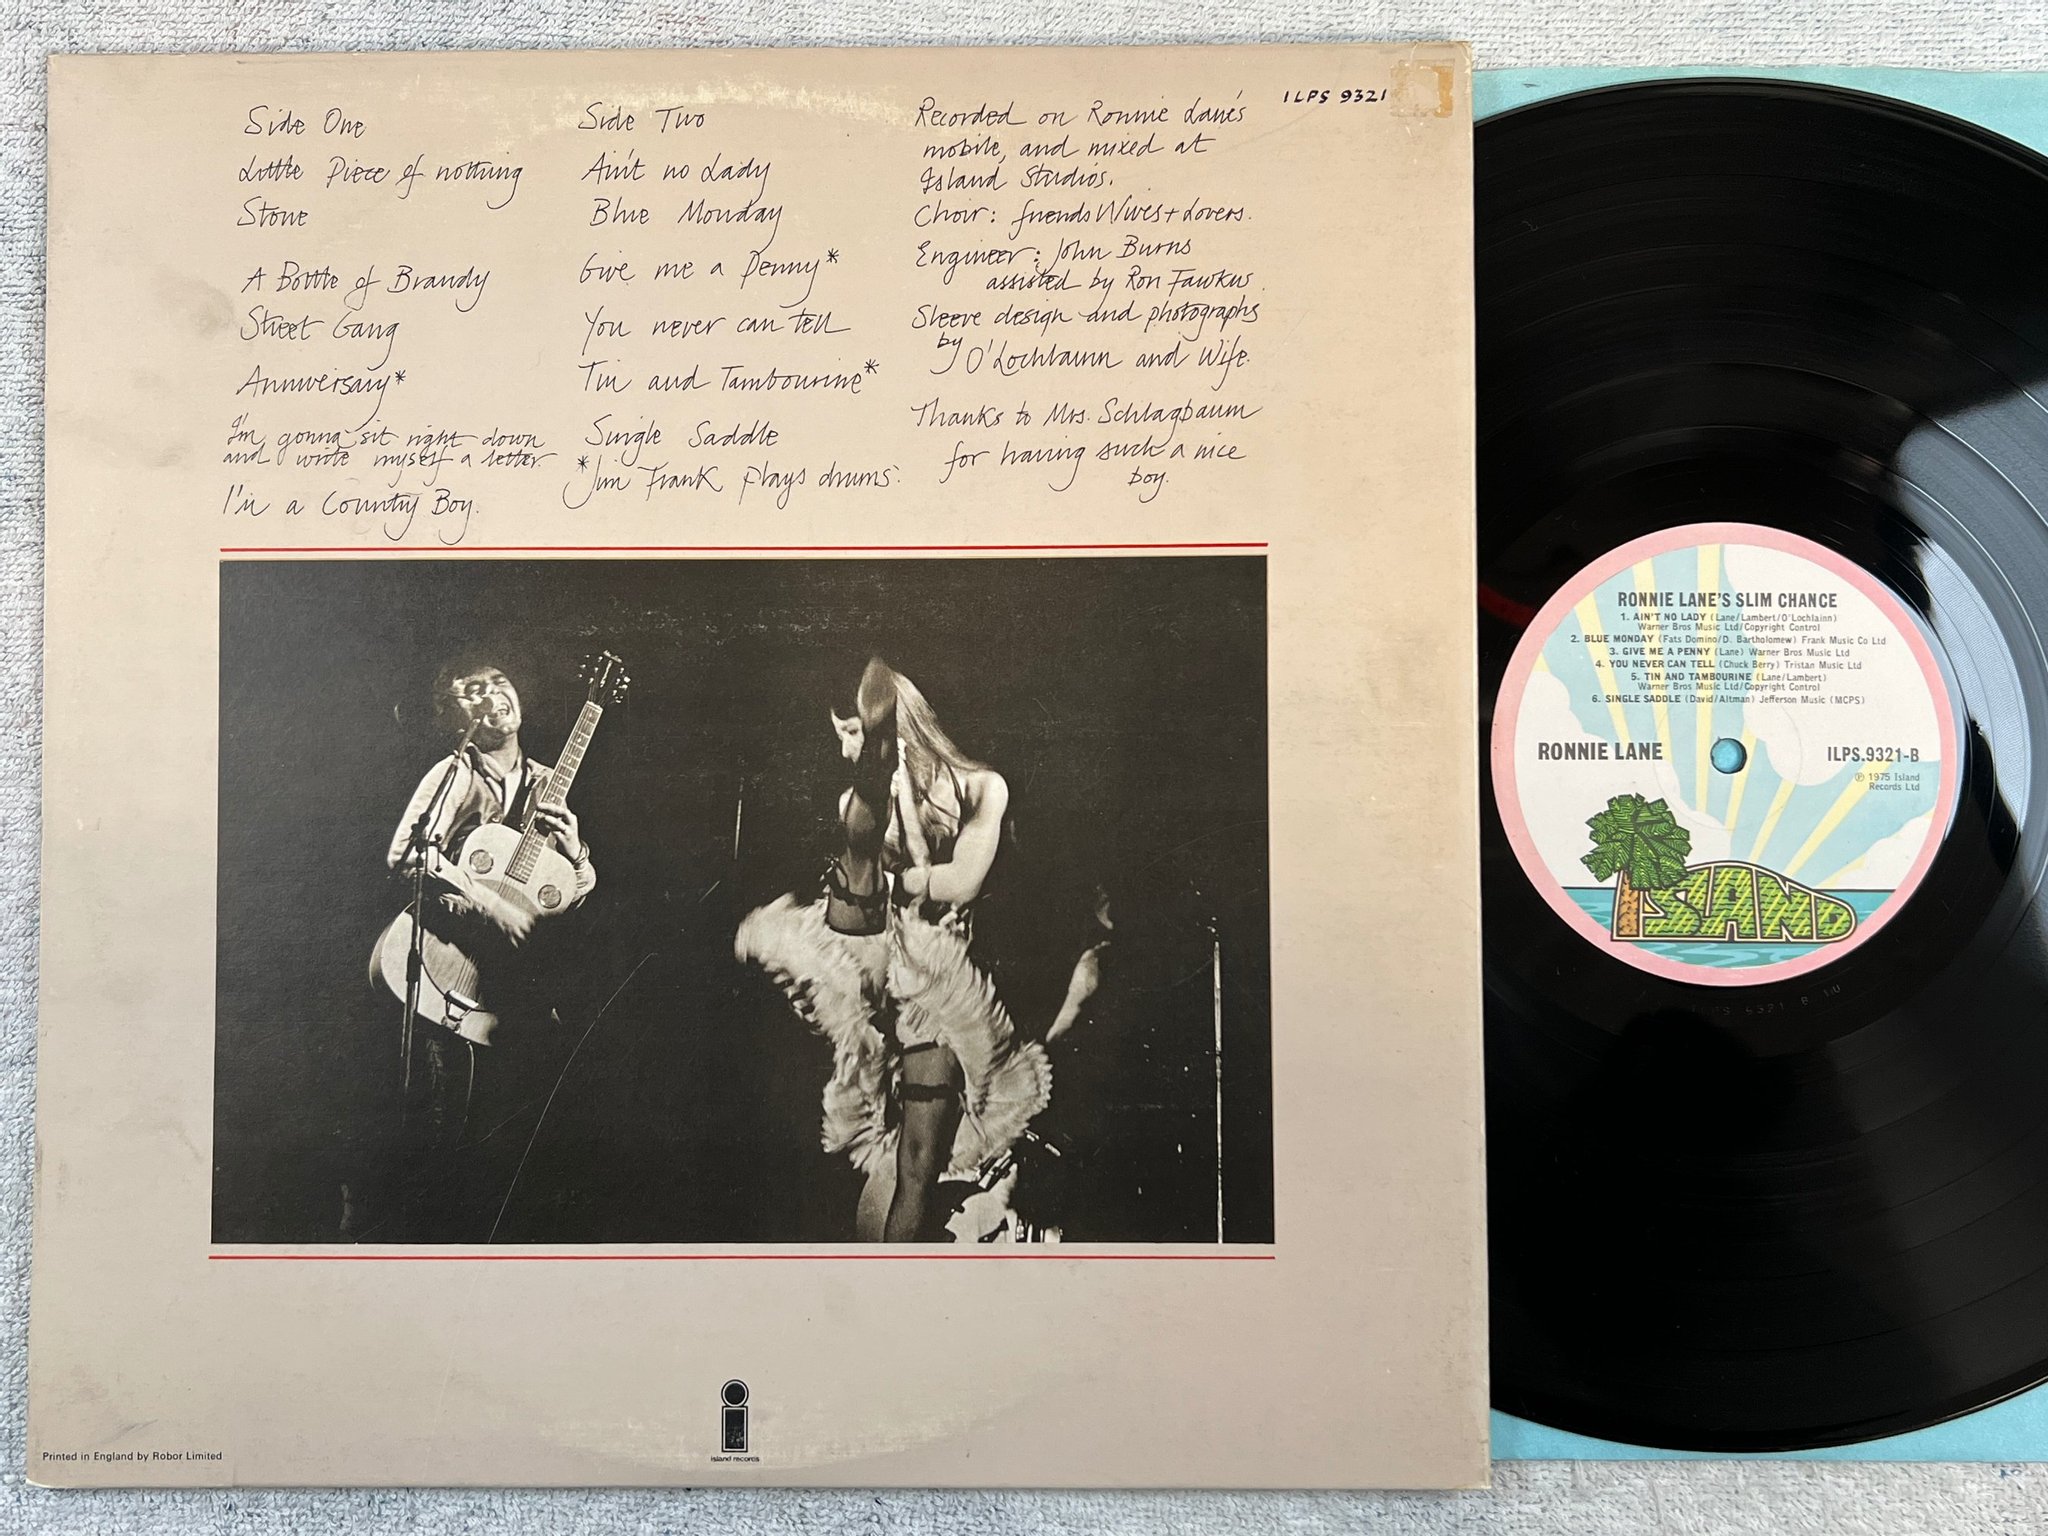 Side One
Little Piece of nothing
Stone
A Bottle of Brandy
Street Gang
Anniversary*
I'm gonna sit right down
and write myself a letter.
I'm a Country Boy.
Side Two
Ain't no Lady
Blue Monday
Give me a Penny*
You never can tell
Tin and Tambourine*
Single Saddle
*Jim Frank plays drums.
Recorded on Ronnie Lane's
mobile, and mixed at
Island Studios.
Choir: friends Wives + Lovers.
Engineer: John Burns
assisted by Ron Fawkus.
Sleeve design and photographs
by O'Lochlainn and Wife.
Thanks to Mrs. Schlagbaum
for having such a nice
boy.
ILPS 9321
island records
Printed in England by Robor Limited
RONNIE LANE'S SLIM CHANCE
1. AIN'T NO LADY (Lane/Lambert/O'Lochlainn)
Warner Bros Music Ltd/Copyright Control
2. BLUE MONDAY (Fats Domino/D. Bartholomew) Frank Music Co Ltd
3. GIVE ME A PENNY (Lane) Warner Bros Music Ltd
4. YOU NEVER CAN TELL (Chuck Berry) Tristan Music Ltd
5. TIN AND TAMBOURINE (Lane/Lambert)
Warner Bros Music Ltd/Copyright Control
6. SINGLE SADDLE (David/Altman) Jefferson Music (MCPS)
RONNIE LANE
ILPS.9321-B
Ⓟ 1975 Island
Records Ltd
ISLAND
ILPS 9321 B 1U